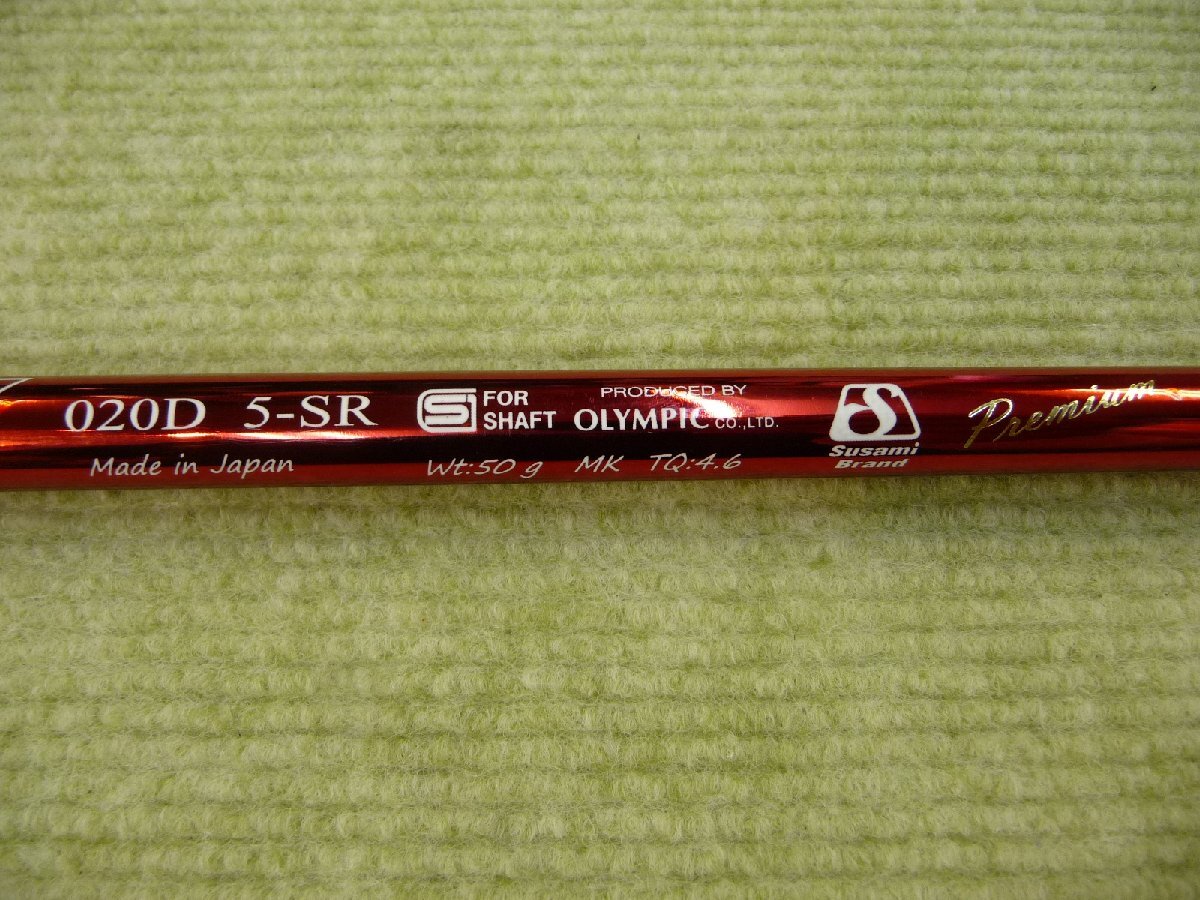 020D 5-SR
Made in Japan
S FOR
SHAFT
PRODUCED BY
OLYMPIC CO.,LTD.
Wt:50 g MK TQ:4.6
S
Susami
Brand
Premium